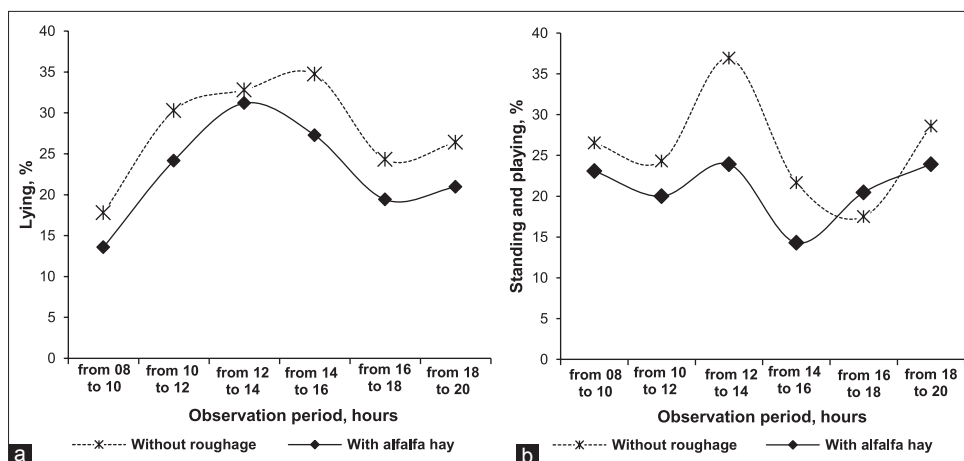 40
35
30
25
20
15
10
5
0
Lying, %
from 08
to 10
from 10
to 12
from 12
to 14
from 14
to 16
from 16
to 18
from 18
to 20
Observation period, hours
a
Without roughage
With alfalfa hay
40
35
30
25
20
15
10
5
0
Standing and playing, %
from 08
to 10
from 10
to 12
from 12
to 14
from 14
to 16
from 16
to 18
from 18
to 20
Observation period, hours
b
Without roughage
With alfalfa hay